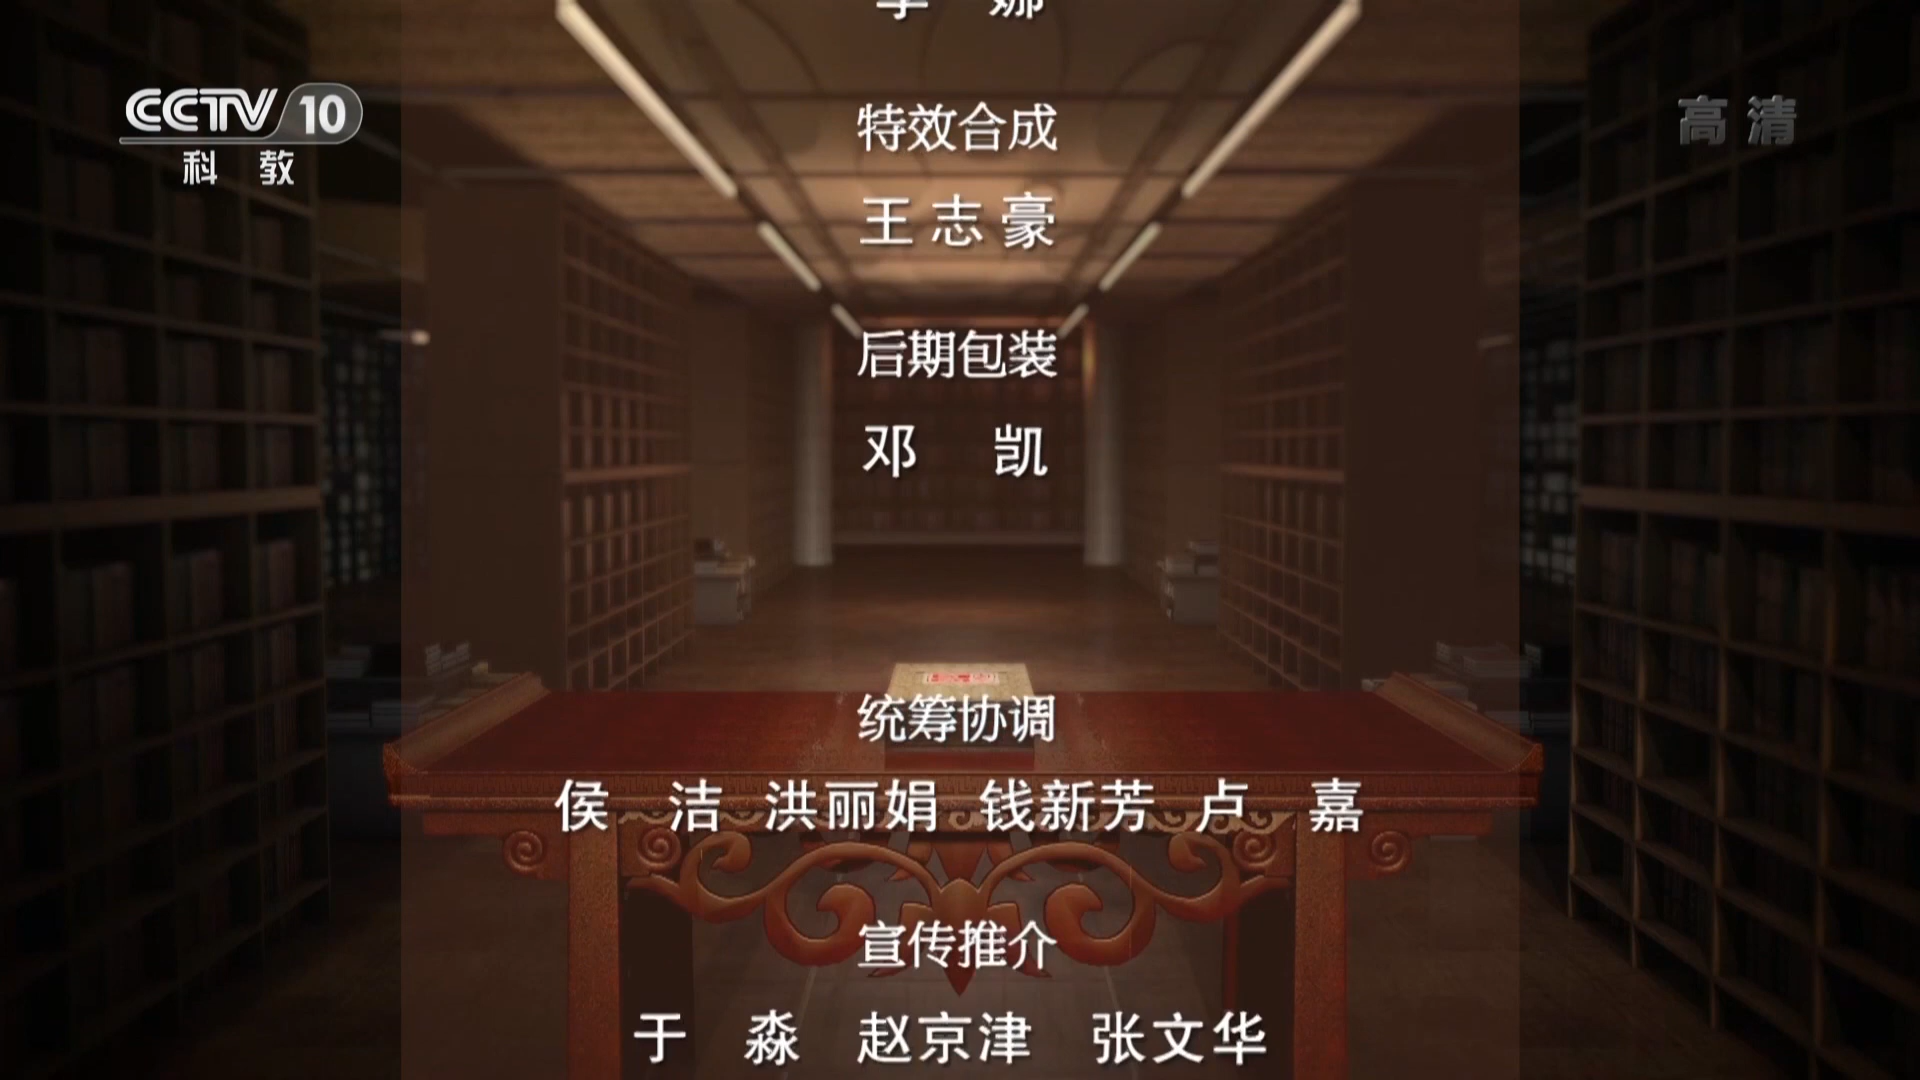 CCTV 10
科 教
高 清
特效合成
王志豪
后期包装
邓 凯
统筹协调
侯 洁 洪丽娟 钱新芳 卢 嘉
宣传推介
于 淼 赵京津 张文华